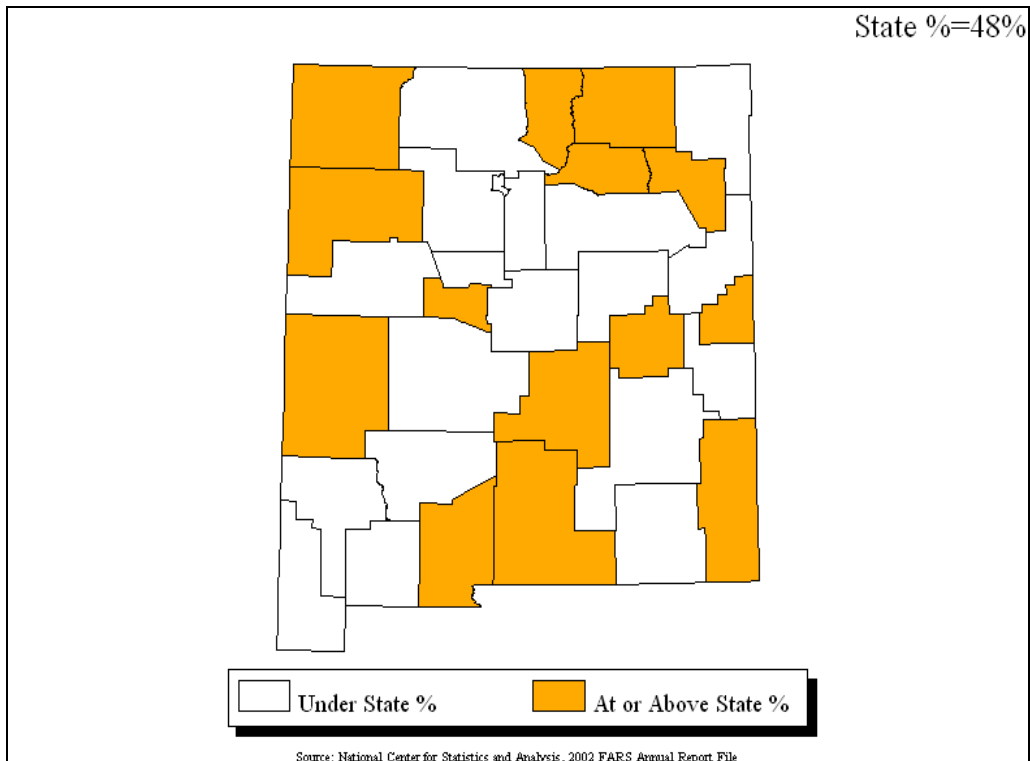 State %=48%
Under State %
At or Above State %
Source: National Center for Statistics and Analysis, 2002 FARS Annual Report File